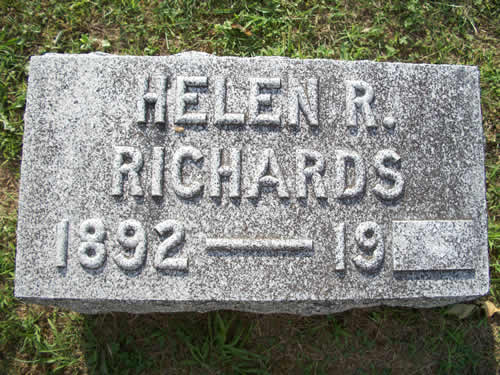 HELEN R.
RICHARDS
1892 — 19